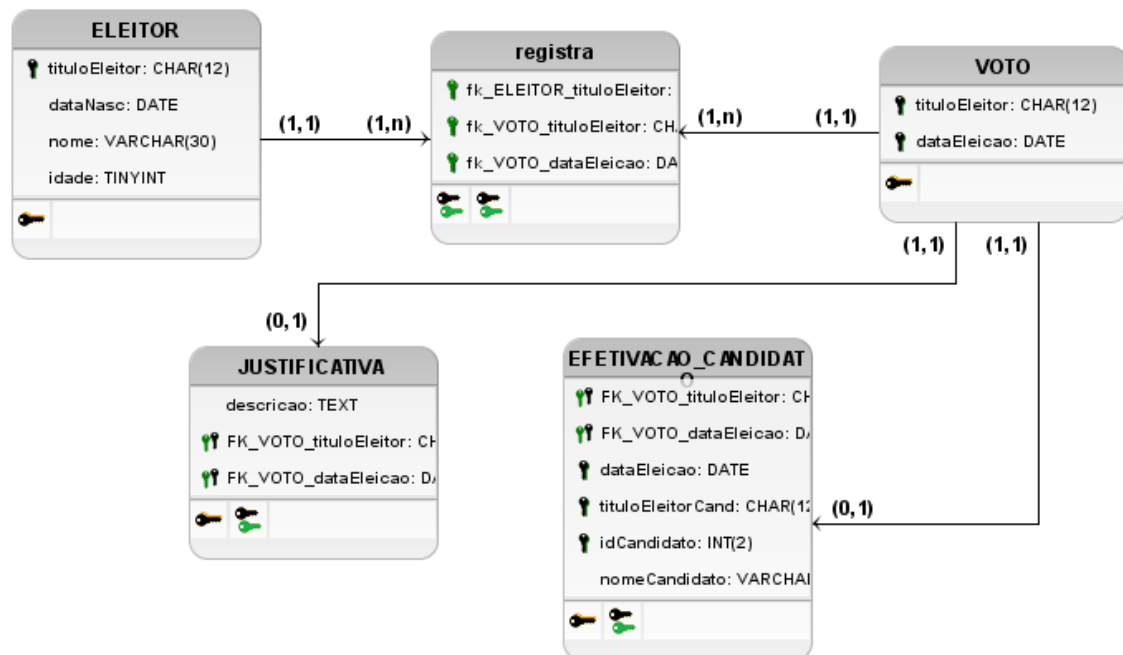 ELEITOR
tituloEleitor: CHAR(12)
dataNasc: DATE
nome: VARCHAR(30)
idade: TINYINT
(1,1)
(1,n)
registra
fk_ELEITOR_tituloEleitor:
fk_VOTO_tituloEleitor: CHA
fk_VOTO_dataEleicao: DA
(1,n)
(1,1)
VOTO
tituloEleitor: CHAR(12)
dataEleicao: DATE
(1,1)
(1,1)
(0,1)
JUSTIFICATIVA
descricao: TEXT
FK_VOTO_tituloEleitor: CH
FK_VOTO_dataEleicao: DA
EFETIVACAO_CANDIDAT
O
FK_VOTO_tituloEleitor: CH
FK_VOTO_dataEleicao: DA
dataEleicao: DATE
tituloEleitorCand: CHAR(12
idCandidato: INT(2)
nomeCandidato: VARCHAI
(0,1)